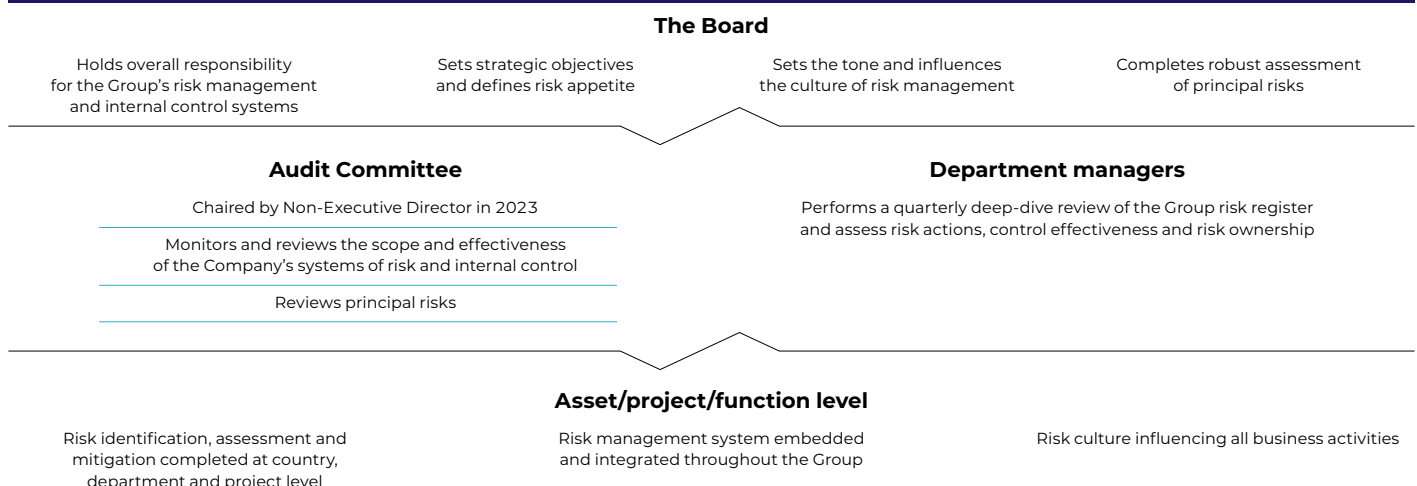 The Board
Holds overall responsibility
for the Group’s risk management
and internal control systems
Sets strategic objectives
and defines risk appetite
Sets the tone and influences
the culture of risk management
Completes robust assessment
of principal risks
Audit Committee
Chaired by Non-Executive Director in 2023
Monitors and reviews the scope and effectiveness
of the Company’s systems of risk and internal control
Reviews principal risks
Department managers
Performs a quarterly deep-dive review of the Group risk register
and assess risk actions, control effectiveness and risk ownership
Asset/project/function level
Risk identification, assessment and
mitigation completed at country,
department and project level
Risk management system embedded
and integrated throughout the Group
Risk culture influencing all business activities